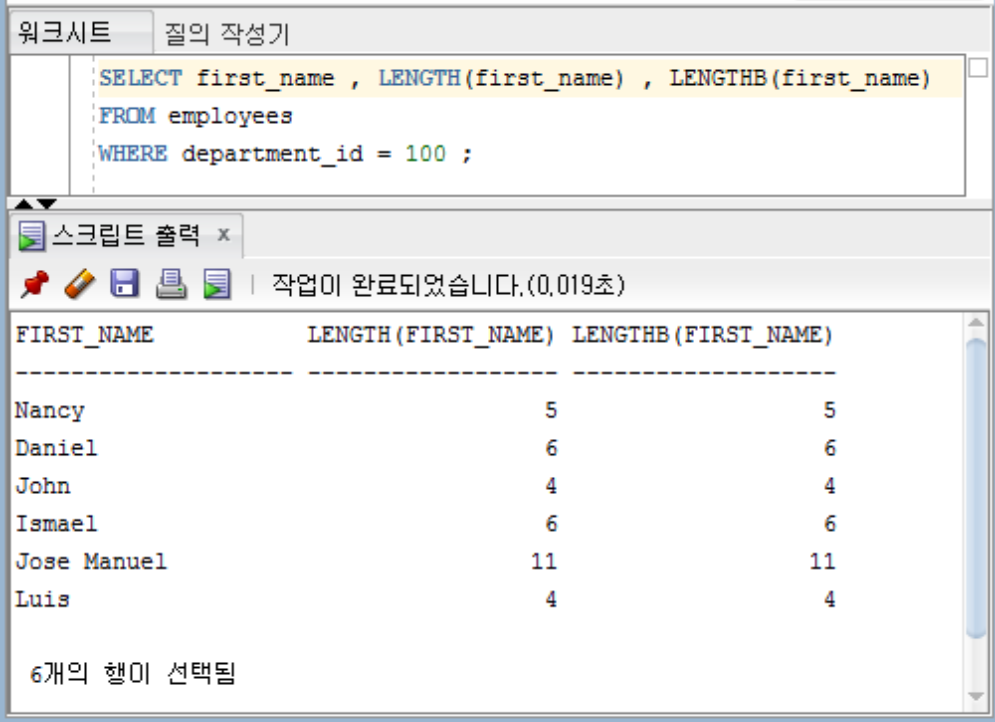 워크시트 질의 작성기
SELECT first_name , LENGTH(first_name) , LENGTHB(first_name)
FROM employees
WHERE department_id = 100 ;
스크립트 출력 x
작업이 완료되었습니다.(0,019초)
FIRST_NAME LENGTH(FIRST_NAME) LENGTHB(FIRST_NAME)
-------------------- ------------------ -------------------
Nancy 5 5
Daniel 6 6
John 4 4
Ismael 6 6
Jose Manuel 11 11
Luis 4 4
6개의 행이 선택됨